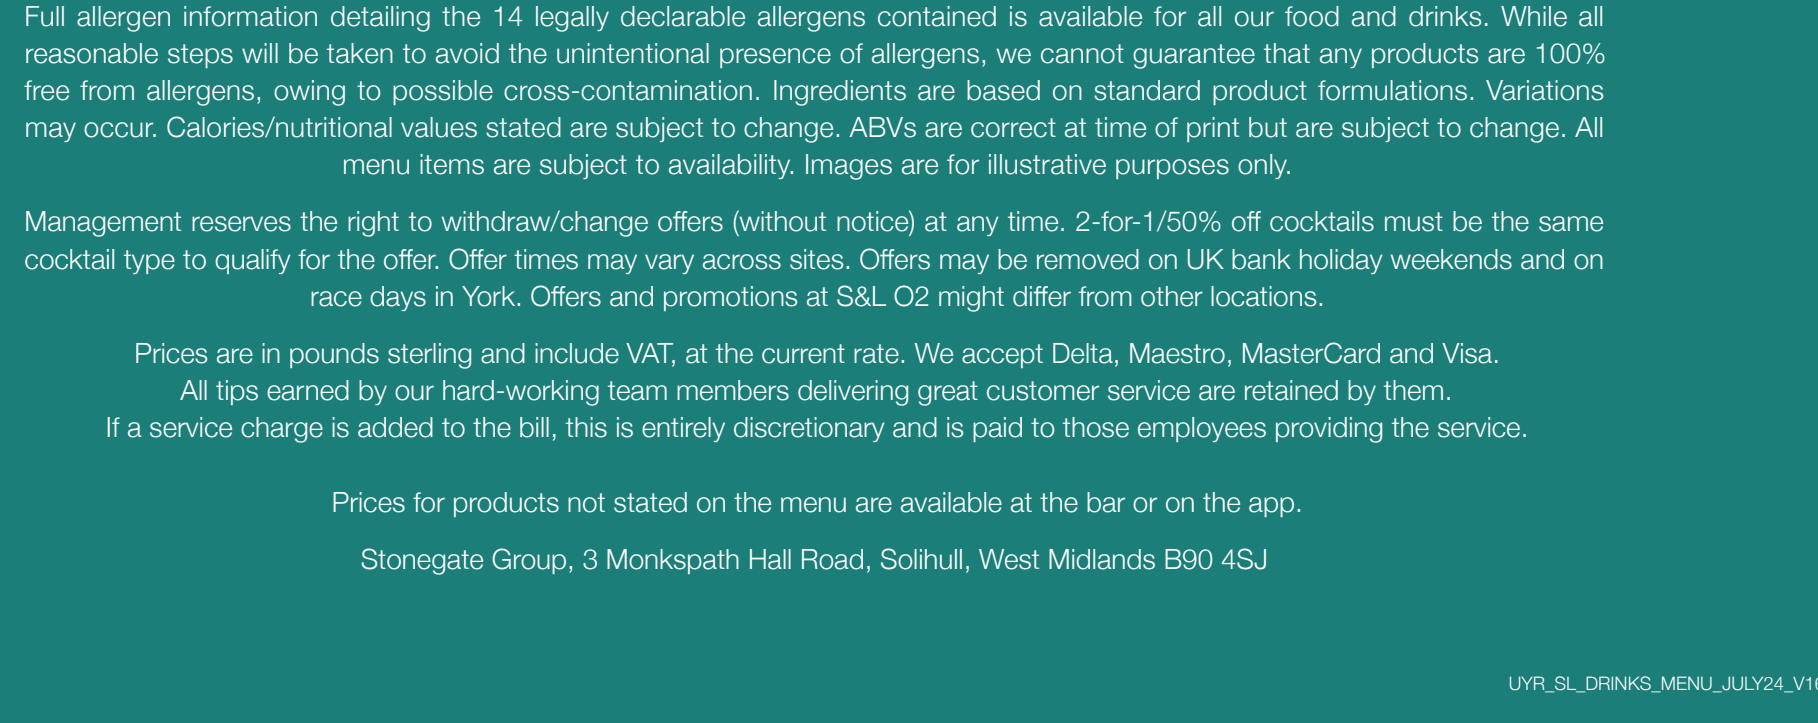 Full allergen information detailing the 14 legally declarable allergens contained is available for all our food and drinks. While all
reasonable steps will be taken to avoid the unintentional presence of allergens, we cannot guarantee that any products are 100%
free from allergens, owing to possible cross-contamination. Ingredients are based on standard product formulations. Variations
may occur. Calories/nutritional values stated are subject to change. ABVs are correct at time of print but are subject to change. All
menu items are subject to availability. Images are for illustrative purposes only.
Management reserves the right to withdraw/change offers (without notice) at any time. 2-for-1/50% off cocktails must be the same
cocktail type to qualify for the offer. Offer times may vary across sites. Offers may be removed on UK bank holiday weekends and on
race days in York. Offers and promotions at S&L O2 might differ from other locations.
Prices are in pounds sterling and include VAT, at the current rate. We accept Delta, Maestro, MasterCard and Visa.
All tips earned by our hard-working team members delivering great customer service are retained by them.
If a service charge is added to the bill, this is entirely discretionary and is paid to those employees providing the service.
Prices for products not stated on the menu are available at the bar or on the app.
Stonegate Group, 3 Monkspath Hall Road, Solihull, West Midlands B90 4SJ
UYR_SL_DRINKS_MENU_JULY24_V16